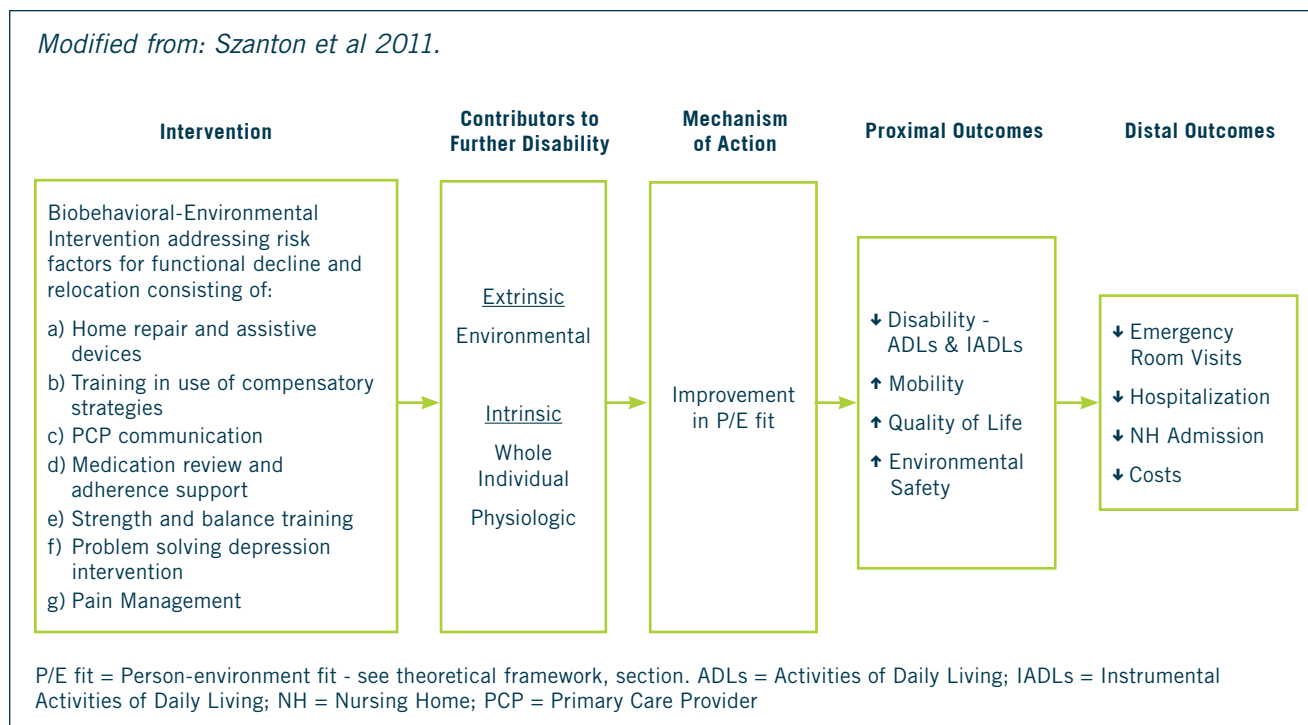 Modified from: Szanton et al 2011.
Intervention
Contributors to
Further Disability
Mechanism
of Action
Proximal Outcomes
Distal Outcomes
Biobehavioral-Environmental
Intervention addressing risk
factors for functional decline and
relocation consisting of:
a) Home repair and assistive
devices
b) Training in use of compensatory
strategies
c) PCP communication
d) Medication review and
adherence support
e) Strength and balance training
f) Problem solving depression
intervention
g) Pain Management
Extrinsic
Environmental
Intrinsic
Whole
Individual
Physiologic
Improvement
in P/E fit
↓ Disability -
ADLs & IADLs
↑ Mobility
↑ Quality of Life
↑ Environmental
Safety
↓ Emergency
Room Visits
↓ Hospitalization
↓ NH Admission
↓ Costs
P/E fit = Person-environment fit - see theoretical framework, section. ADLs = Activities of Daily Living; IADLs = Instrumental
Activities of Daily Living; NH = Nursing Home; PCP = Primary Care Provider